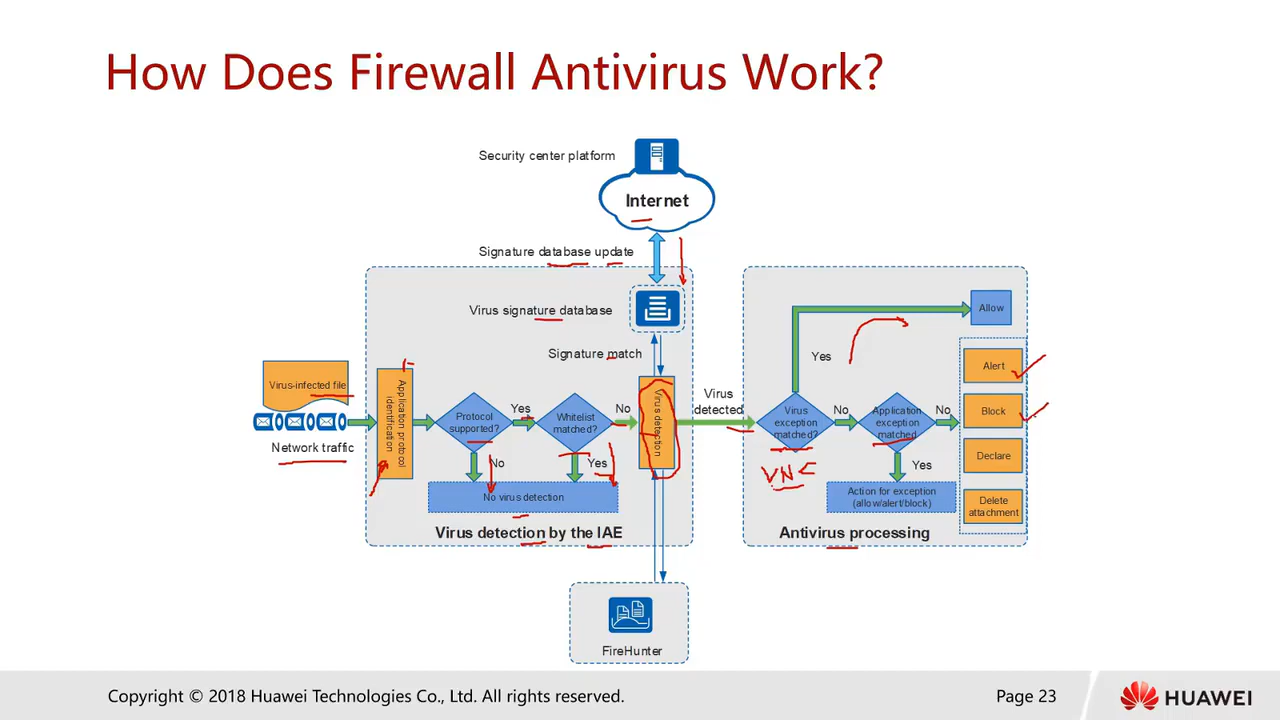 How Does Firewall Antivirus Work?
Security center platform
Internet
Signature database update
Virus signature database
Signature match
Virus-infected file
Network traffic
Application protocol
identification
Protocol
supported?
Yes
No
Whitelist
matched?
No
Yes
No virus detection
Virus detection
Virus detection by the IAE
FireHunter
Virus
detected
Virus
exception
matched?
Yes
No
Allow
Application
exception
matched
No
Yes
Action for exception
(allow/alert/block)
Alert
Block
Declare
Delete
attachment
VNC
Antivirus processing
Copyright © 2018 Huawei Technologies Co., Ltd. All rights reserved.
Page 23
HUAWEI